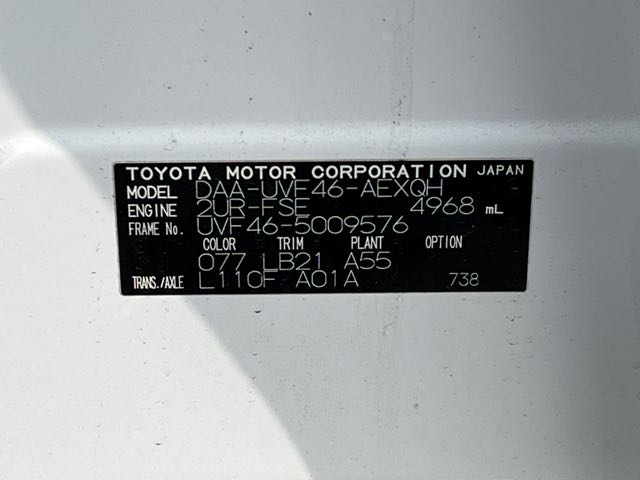 TOYOTA MOTOR CORPORATION JAPAN
MODEL DAA-UVF46-AEXQH
ENGINE 2UR-FSE 4968 mL
FRAME No. UVF46-5009576
COLOR TRIM PLANT OPTION
077 LB21 A55
TRANS./AXLE L110F A01A 738